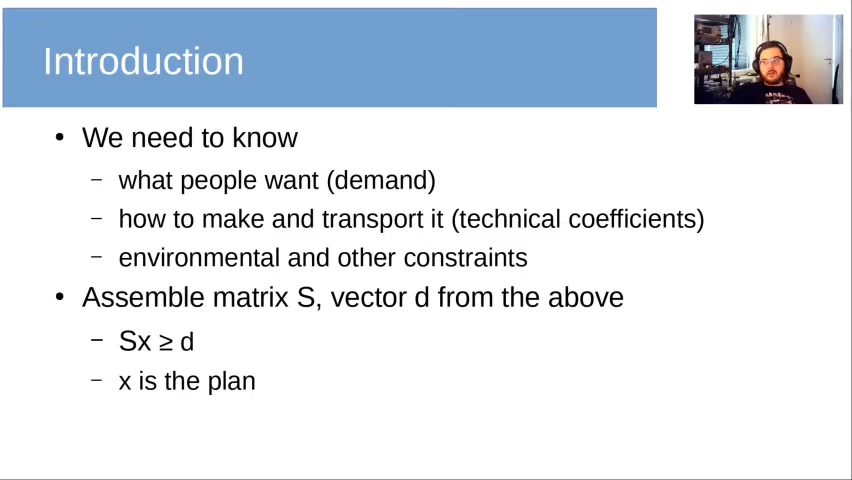 Introduction
• We need to know
– what people want (demand)
– how to make and transport it (technical coefficients)
– environmental and other constraints
• Assemble matrix S, vector d from the above
– Sx ≥ d
– x is the plan